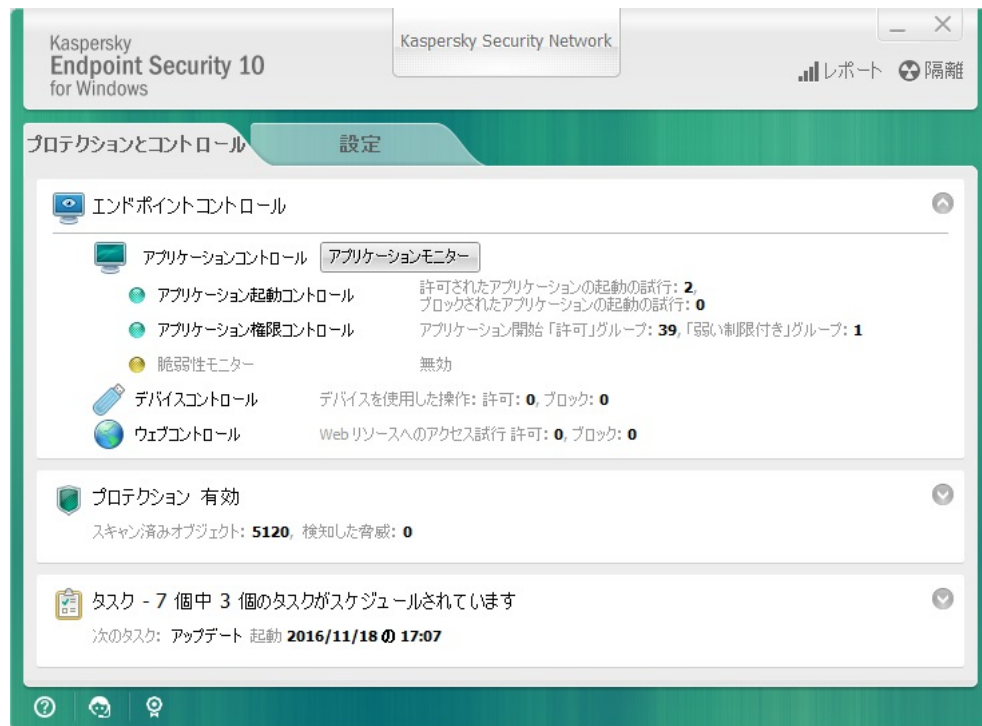 Kaspersky
Endpoint Security 10
for Windows
Kaspersky Security Network
レポート 隔離
プロテクションとコントロール 設定
エンドポイントコントロール
アプリケーションコントロール アプリケーションモニター
アプリケーション起動コントロール 許可されたアプリケーションの起動の試行: 2,
ブロックされたアプリケーションの起動の試行: 0
アプリケーション権限コントロール アプリケーション開始 「許可」グループ: 39, 「弱い制限付き」グループ: 1
脆弱性モニター 無効
デバイスコントロール デバイスを使用した操作: 許可: 0, ブロック: 0
ウェブコントロール Web リソースへのアクセス試行 許可: 0, ブロック: 0
プロテクション 有効
スキャン済みオブジェクト: 5120, 検知した脅威: 0
タスク - 7 個中 3 個のタスクがスケジュールされています
次のタスク: アップデート 起動 2016/11/18 の 17:07